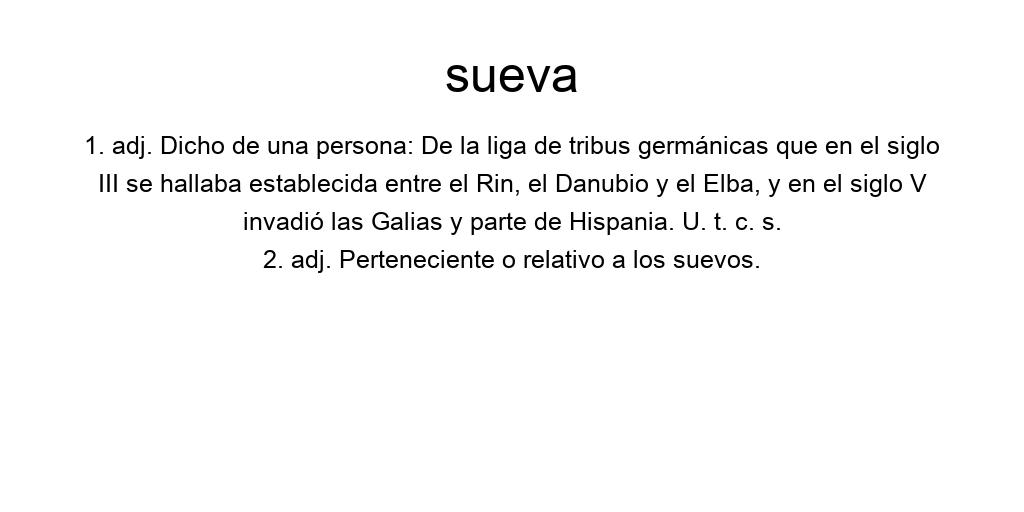 sueva
1. adj. Dicho de una persona: De la liga de tribus germánicas que en el siglo
III se hallaba establecida entre el Rin, el Danubio y el Elba, y en el siglo V
invadió las Galias y parte de Hispania. U. t. c. s.
2. adj. Perteneciente o relativo a los suevos.